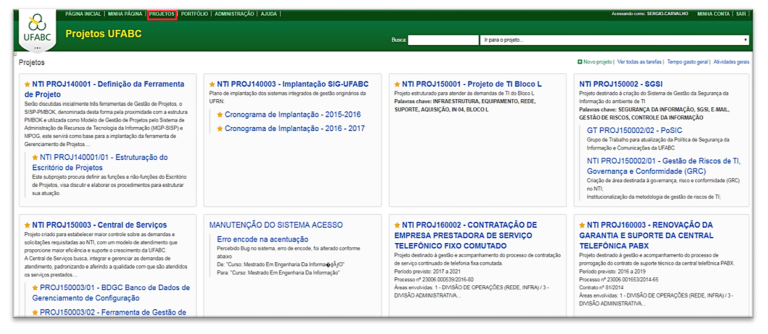 PÁGINA INICIAL | MINHA PÁGINA | PROJETOS | PORTFÓLIO | ADMINISTRAÇÃO | AJUDA |
Acessando como: SERGIO.CARVALHO MINHA CONTA | SAIR |
UFABC
Projetos UFABC
Busca:
Ir para o projeto...
Projetos
Novo projeto | Ver todas as tarefas | Tempo gasto geral | Atividades gerais
NTI PROJ140001 - Definição da Ferramenta
de Projeto
Serão discutidas inicialmente três ferramentas de Gestão de Projetos, o
SISP-PMBOK, denominada desta forma pela proximidade com a estrutura
PMBOK e utilizada como Modelo de Gestão de Projetos pelo Sistema de
Administração de Recursos de Tecnologia da Informação (MGP-SISP) e
MPOG, este servirá como base para a implantação da ferramenta de
Gerenciamento de Projetos....
NTI PROJ140001/01 - Estruturação do
Escritório de Projetos
Este subprojeto procura definir as funções e não-funções do Escritório
de Projetos, visa discutir e elaborar os procedimentos para estruturar
sua atuação.
NTI PROJ140003 - Implantação SIG-UFABC
Plano de implantação dos sistemas integrados de gestão originários da
UFRN.
Cronograma de Implantação - 2015-2016
Cronograma de Implantação - 2016 - 2017
NTI PROJ150001 - Projeto de TI Bloco L
Projeto estruturado para atender as demandas de TI do Bloco L
Palavras chave: INFRAESTRUTURA, EQUIPAMENTO, REDE,
SUPORTE, AQUISIÇÃO, IN-04, BLOCO L
NTI PROJ150002 - SGSI
Projeto destinado à criação do Sistema de Gestão da Segurança da
Informação do ambiente de TI
Palavras chave: SEGURANÇA DA INFORMAÇÃO, SGSI, E-MAIL,
GESTÃO DE RISCOS, CONTROLE DA INFORMAÇÃO
GT PROJ150002/02 - PoSIC
Grupo de Trabalho para atualização da Política de Segurança da
Informação e Comunicações da UFABC
NTI PROJ150002/01 - Gestão de Riscos de TI,
Governança e Conformidade (GRC)
Criação de área destinada à governança, risco e conformidade (GRC)
no NTI,
Institucionalização da metodologia de gestão de riscos de TI;
NTI PROJ150003 - Central de Serviços
Projeto criado para estabelecer maior controle sobre as demandas e
solicitações requisitadas ao NTI, com um modelo de atendimento que
proporcione maior eficiência e suporte o crescimento da UFABC.
A Central de Serviços busca, integrar e gerenciar as demandas de
atendimento, padronizando e aferindo a qualidade com que são atendidos
os serviços prestados....
PROJ150003/01 - BDGC Banco de Dados de
Gerenciamento de Configuração
PROJ150003/02 - Ferramenta de Gestão de
MANUTENÇÃO DO SISTEMA ACESSO
Erro encode na acentuação
Percebido Bug no sistema, erro de encode, foi alterado conforme
abaixo.
De: "Curso: Mestrado Em Engenharia Da Informa�§ÃƒO"
Para: "Curso: Mestrado Em Engenharia Da Informação"
NTI PROJ160002 - CONTRATAÇÃO DE
EMPRESA PRESTADORA DE SERVIÇO
TELEFÔNICO FIXO COMUTADO
Projeto destinado à gestão e acompanhamento do processo de contratação
de serviço continuado de telefonia fixa comutada.
Período previsto: 2017 a 2021
Processo nº 23006.000539/2016-80
Áreas envolvidas: 1 - DIVISÃO DE OPERAÇÕES (REDE, INFRA) / 3 -
DIVISÃO ADMINISTRATIVA...
NTI PROJ160003 - RENOVAÇÃO DA
GARANTIA E SUPORTE DA CENTRAL
TELEFÔNICA PABX
Projeto destinado à gestão e acompanhamento do processo de
prorrogação do contrato de suporte técnico da central telefônica PABX.
Período previsto: 2016 a 2019
Processo nº 23006.001653/2014-65
Contrato nº 81/2014
Áreas envolvidas: 1 - DIVISÃO DE OPERAÇÕES (REDE, INFRA) / 3 -
DIVISÃO ADMINISTRATIVA...